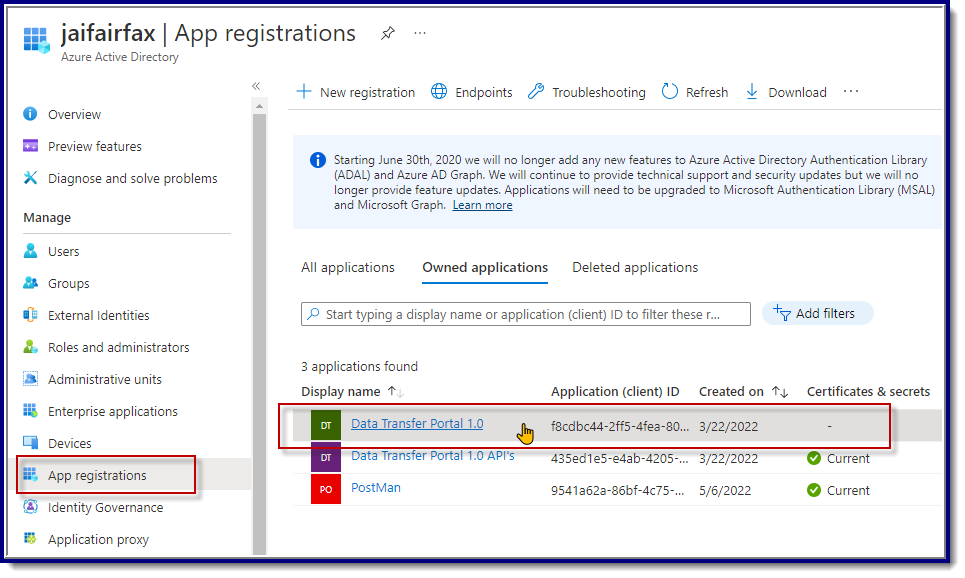 jaifairfax | App registrations ...
Azure Active Directory
«
Overview
Preview features
Diagnose and solve problems
Manage
Users
Groups
External Identities
Roles and administrators
Administrative units
Enterprise applications
Devices
App registrations
Identity Governance
Application proxy
New registration Endpoints Troubleshooting Refresh Download ...
Starting June 30th, 2020 we will no longer add any new features to Azure Active Directory Authentication Library
(ADAL) and Azure AD Graph. We will continue to provide technical support and security updates but we will no
longer provide feature updates. Applications will need to be upgraded to Microsoft Authentication Library (MSAL)
and Microsoft Graph. Learn more
All applications Owned applications Deleted applications
Start typing a display name or application (client) ID to filter these r... Add filters
3 applications found
Display name ↑↓ Application (client) ID Created on ↑↓ Certificates & secrets
DT Data Transfer Portal 1.0 f8cdbc44-2ff5-4fea-80... 3/22/2022 -
DT Data Transfer Portal 1.0 API's 435ed1e5-e4ab-4205-... 3/22/2022 Current
PO PostMan 9541a62a-86bf-4c75-... 5/6/2022 Current